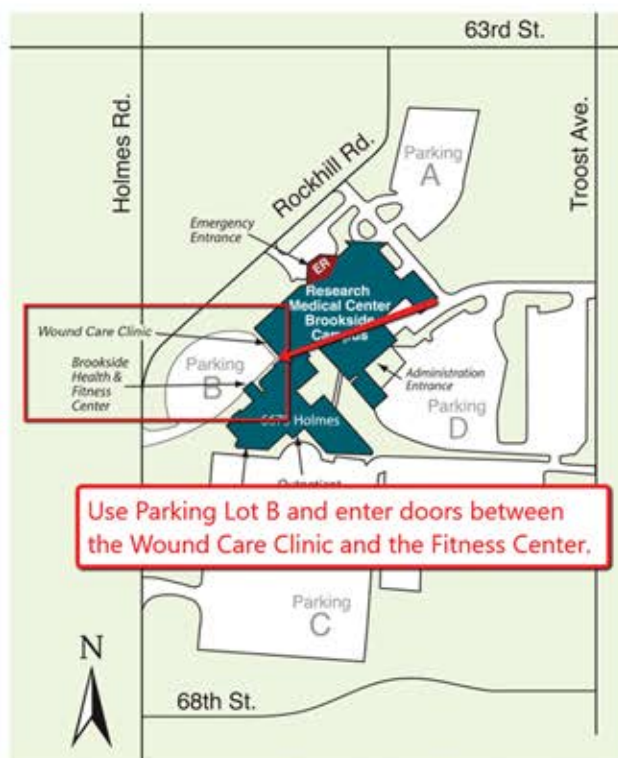 63rd St.
Holmes Rd.
Troost Ave.
Rockhill Rd.
Parking
A
Emergency
Entrance
ER
Research
Medical Center
Brookside
Campus
Wound Care Clinic
Parking
B
Brookside
Health &
Fitness
Center
Administration
Entrance
Parking
D
Holmes
Use Parking Lot B and enter doors between
the Wound Care Clinic and the Fitness Center.
Parking
C
N
68th St.